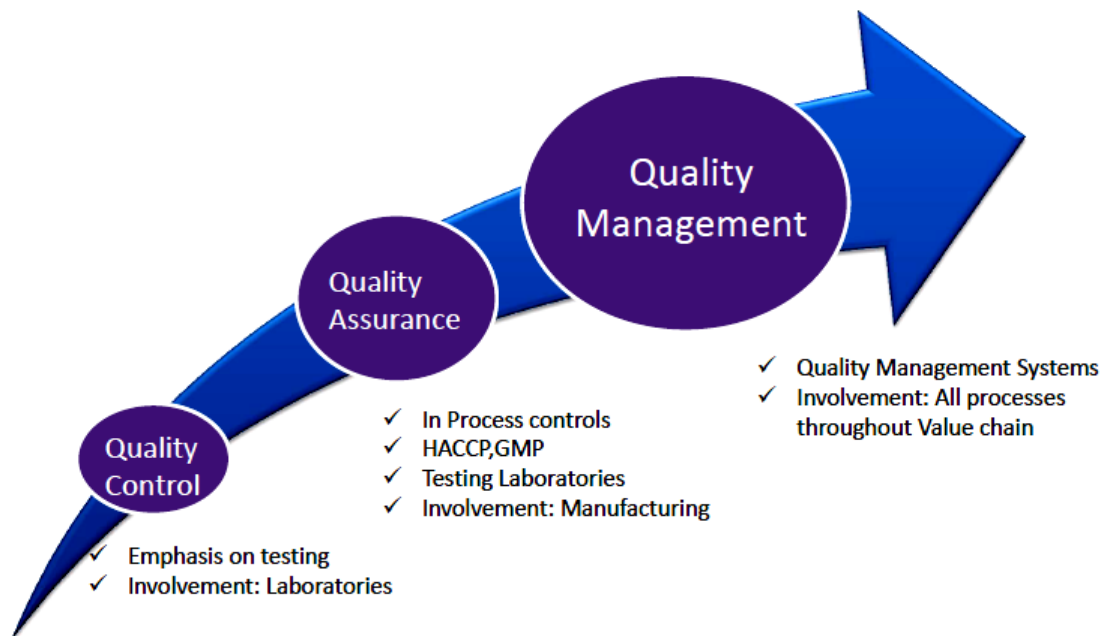 Quality
Management
Quality
Assurance
Quality
Control
✓ Quality Management Systems
✓ Involvement: All processes
throughout Value chain
✓ In Process controls
✓ HACCP,GMP
✓ Testing Laboratories
✓ Involvement: Manufacturing
✓ Emphasis on testing
✓ Involvement: Laboratories